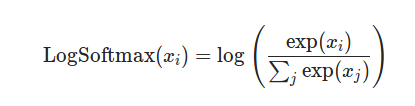 LogSoftmax(x_i) = log ( exp(x_i) / ∑_j exp(x_j) )